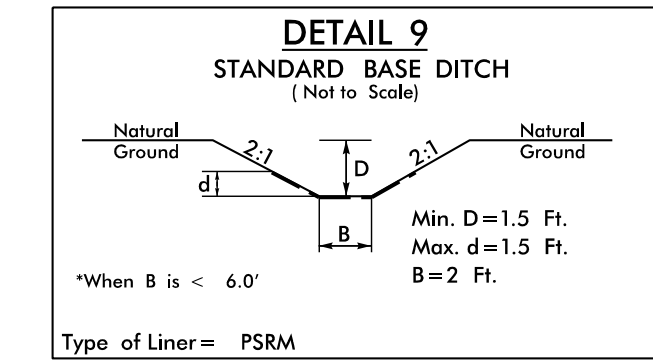 DETAIL 9
STANDARD BASE DITCH
( Not to Scale)
Natural
Ground
2:1
D
2:1
Natural
Ground
d
B
Min. D=1.5 Ft.
Max. d=1.5 Ft.
B=2 Ft.
*When B is < 6.0'
Type of Liner= PSRM